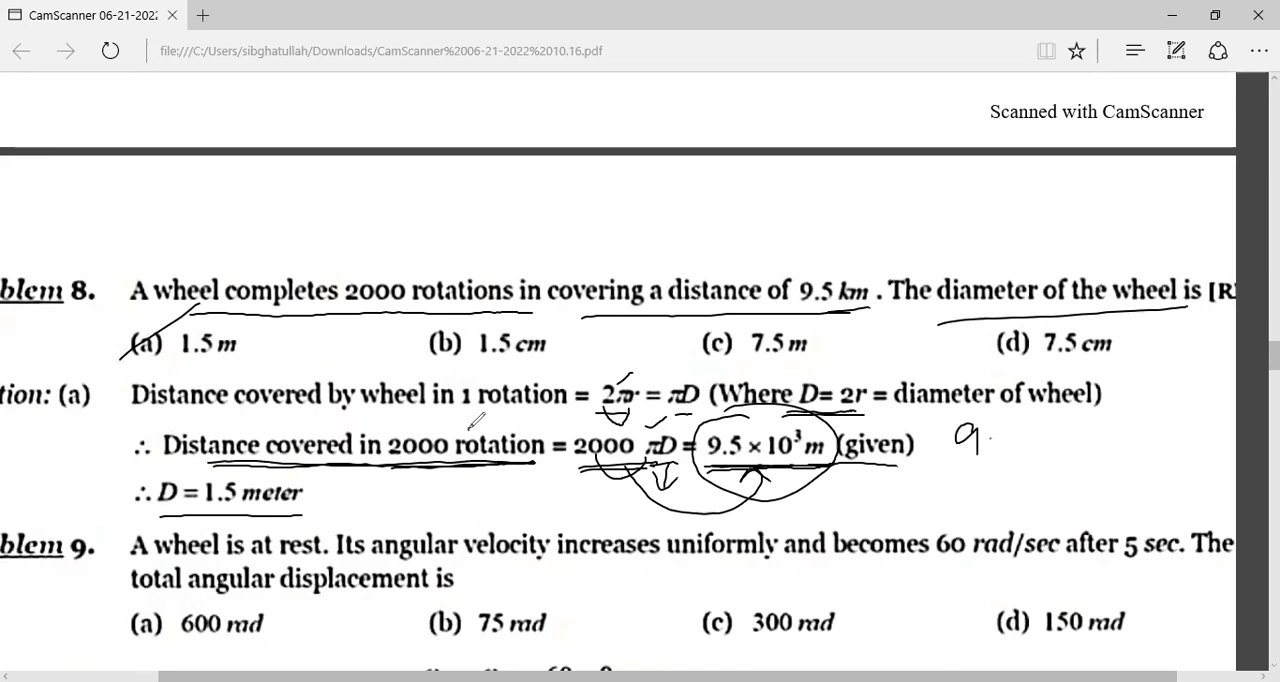 CamScanner 06-21-202
file:///C:/Users/sibghatullah/Downloads/CamScanner%2006-21-2022%2010.16.pdf
Scanned with CamScanner
blem 8. A wheel completes 2000 rotations in covering a distance of 9.5 km . The diameter of the wheel is [R
(a) 1.5 m (b) 1.5 cm (c) 7.5 m (d) 7.5 cm
tion: (a) Distance covered by wheel in 1 rotation = 2πr = πD (Where D= 2r = diameter of wheel)
∴ Distance covered in 2000 rotation = 2000 πD = 9.5 × 10³ m (given) 9.
∴ D = 1.5 meter
blem 9. A wheel is at rest. Its angular velocity increases uniformly and becomes 60 rad/sec after 5 sec. The
total angular displacement is
(a) 600 rad (b) 75 rad (c) 300 rad (d) 150 rad